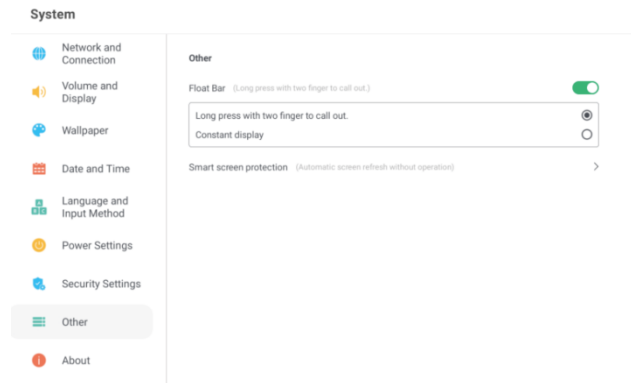 System
Network and
Connection
Volume and
Display
Wallpaper
Date and Time
Language and
Input Method
Power Settings
Security Settings
Other
About
Other
Float Bar (Long press with two finger to call out.)
Long press with two finger to call out.
Constant display
Smart screen protection (Automatic screen refresh without operation)